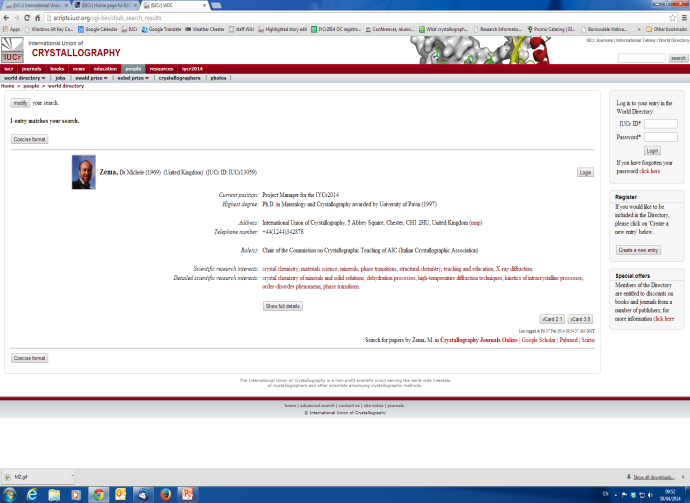 [IUCr] Union of Crystallo
[IUCr] Home page for IUC
[IUCr] WDC
scripts.iucr.org/cgi-bin/chub_search_results
Apps
Windows Alt Key Co...
Google Calendar
IUCr
Google Translate
Weather Chester
staff Wiki
Highlighted story edit
IYCr2014 CC registra...
Conferences, reunio...
What crystallograph...
Research Informatio...
Promo Catering | 33...
Borrowdale Webca...
Other bookmarks
IUCr Journals | International Tables | World Directory
International Union of
CRYSTALLOGRAPHY
IUCr
search
iucr journals books news education people resources iycr2014
world directory | jobs | ewald prize | nobel prize | crystallographers | photos |
Home > people > world directory
modify your search.
1 entry matches your search.
Concise format
Zema, Dr Michele (1969) (United Kingdom) (IUCr ID: IUCr13059)
Login
Current position: Project Manager for the IYCr2014
Highest degree: Ph.D. in Mineralogy and Crystallography awarded by University of Pavia (1997)
Address: International Union of Crystallography, 5 Abbey Square, Chester, CH1 2HU, United Kingdom (map)
Telephone number: +44(1244)342878
Role(s): Chair of the Commission on Crystallographic Teaching of AIC (Italian Crystallographic Association)
Scientific research interests: crystal chemistry, materials science, minerals, phase transitions, structural chemistry, teaching and education, X-ray diffraction.
Detailed scientific research interests: crystal chemistry of minerals and solid solutions, dehydration processes, high-temperature diffraction techniques, kinetics of intracrystalline processes,
order-disorder phenomena, phase transitions.
Show full details
vCard 2.1 vCard 3.0
Last logged in Fri 07 Feb 2014 09:54:37 AM GMT
Search for papers by Zema, M. in Crystallography Journals Online | Google Scholar | Pubmed | Scirus
Concise format
Log in to your entry in the
World Directory:
IUCr ID*
Password*
Login
If you have forgotten your
password click here
Register
If you would like to be
included in the Directory,
please click on 'Create a
new entry' below.
Create a new entry
Special offers
Members of the Directory
are entitled to discounts on
books and journals from a
number of publishers; for
more information click here
The International Union of Crystallography is a non-profit scientific union serving the world-wide interests
of crystallographers and other scientists employing crystallographic methods.
home | advanced search | contact us | site index | journals
© International Union of Crystallography
MZ.gif
Show all downloads...
EN
09:52
30/04/2014